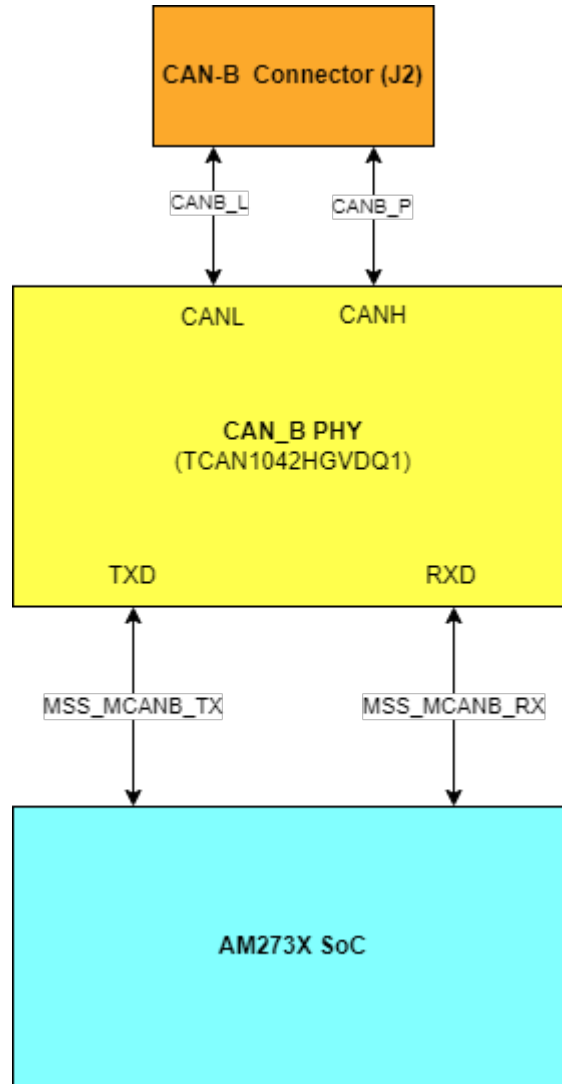 CAN-B Connector (J2)
CANB_L
CANB_P
CANL
CANH
CAN_B PHY
(TCAN1042HGVDQ1)
TXD
RXD
MSS_MCANB_TX
MSS_MCANB_RX
AM273X SoC